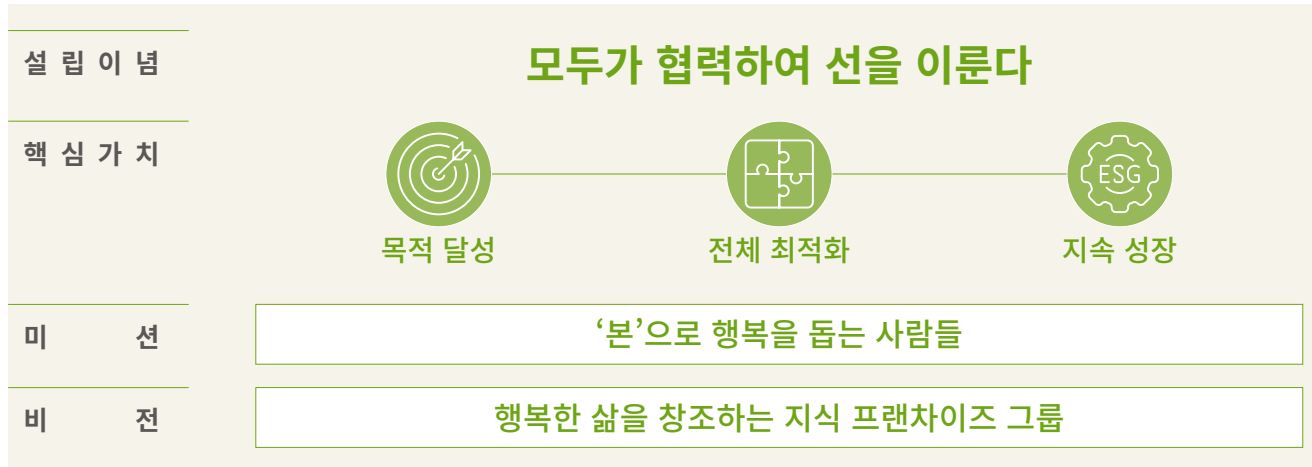 설립이념
모두가 협력하여 선을 이룬다
핵심가치
ESG
목적 달성
전체 최적화
지속 성장
미션
‘본’으로 행복을 돕는 사람들
비전
행복한 삶을 창조하는 지식 프랜차이즈 그룹